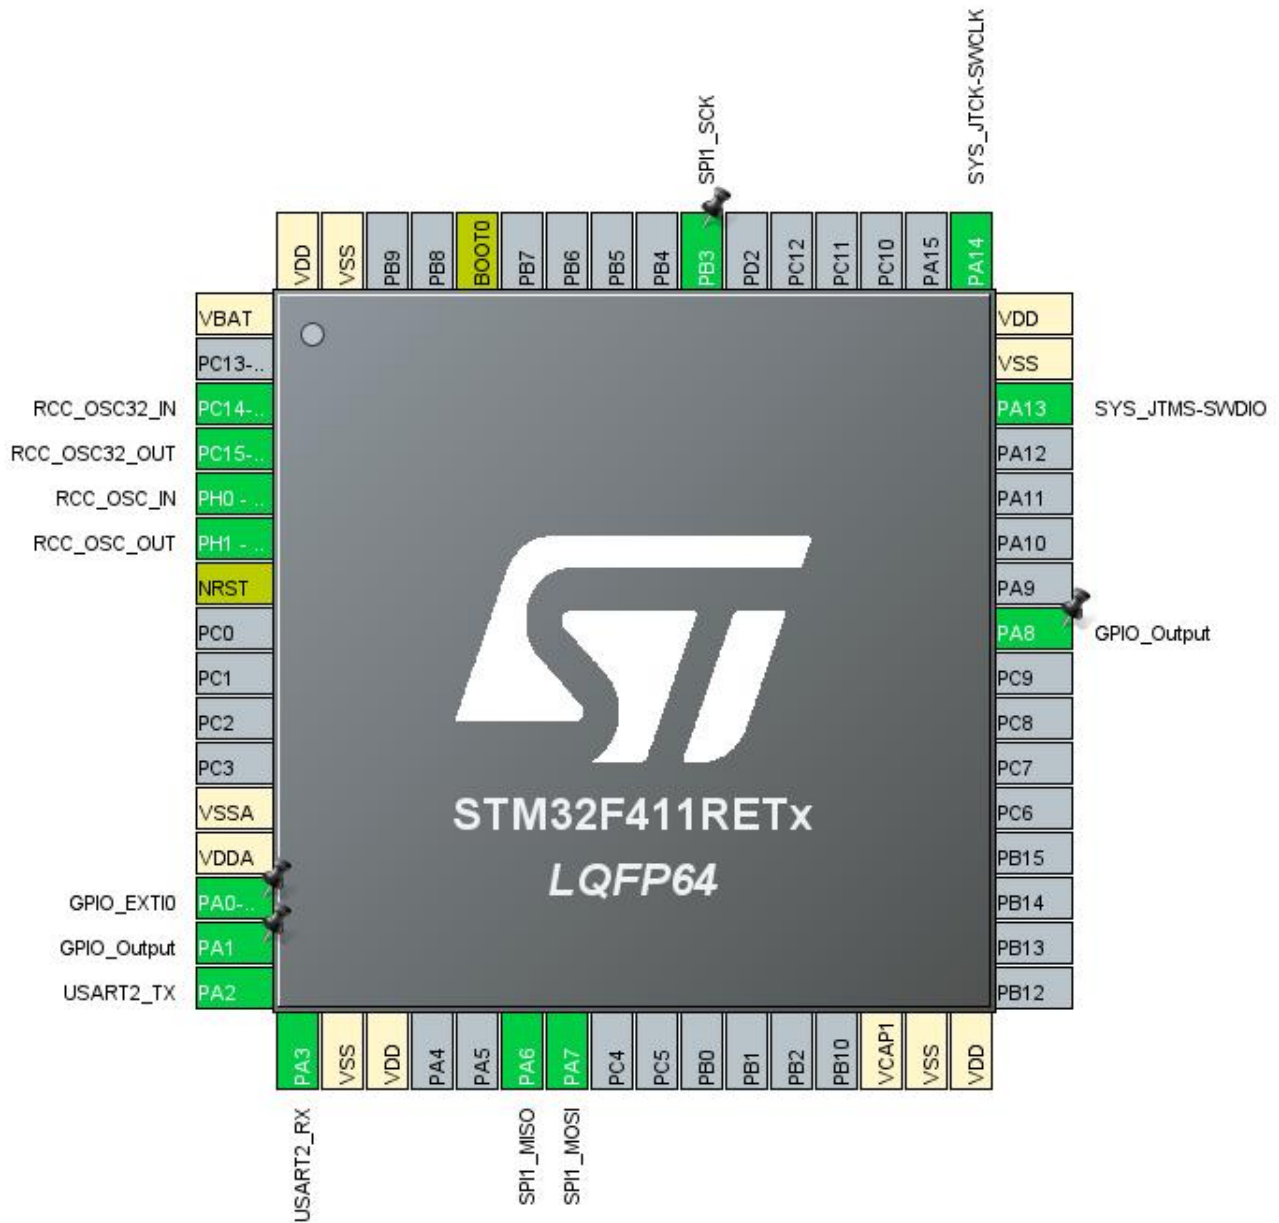 SYS_JTCK-SWCLK
SPI1_SCK
VDD
VSS
PB9
PB8
BOOT0
PB7
PB6
PB5
PB4
PB3
PD2
PC12
PC11
PC10
PA15
PA14
VBAT
PC13-..
RCC_OSC32_IN PC14-..
RCC_OSC32_OUT PC15-..
RCC_OSC_IN PH0 - ..
RCC_OSC_OUT PH1 - ..
NRST
PC0
PC1
PC2
PC3
VSSA
VDDA
GPIO_EXTI0 PA0-..
GPIO_Output PA1
USART2_TX PA2
VDD
VSS
PA13 SYS_JTMS-SWDIO
PA12
PA11
PA10
PA9
PA8 GPIO_Output
PC9
PC8
PC7
PC6
PB15
PB14
PB13
PB12
ST
STM32F411RETx
LQFP64
PA3
VSS
VDD
PA4
PA5
PA6
PA7
PC4
PC5
PB0
PB1
PB2
PB10
VCAP1
VSS
VDD
USART2_RX
SPI1_MISO
SPI1_MOSI